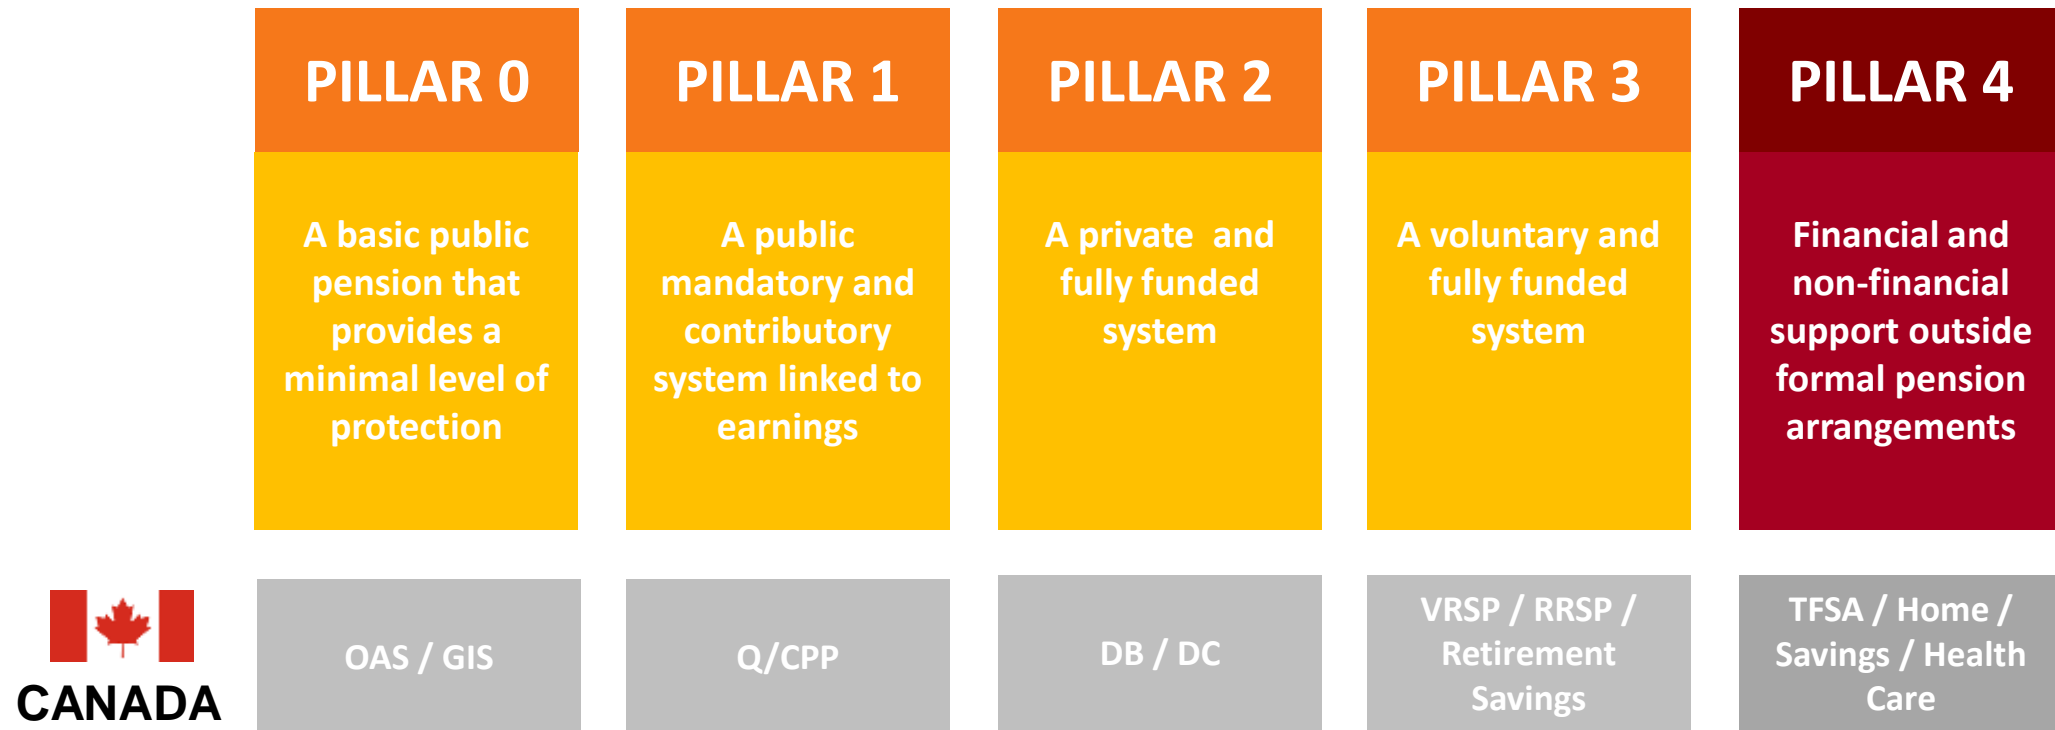 PILLAR 0
A basic public
pension that
provides a
minimal level of
protection
PILLAR 1
A public
mandatory and
contributory
system linked to
earnings
PILLAR 2
A private  and
fully funded
system
PILLAR 3
A voluntary and
fully funded
system
PILLAR 4
Financial and
non-financial
support outside
formal pension
arrangements
CANADA
OAS / GIS
Q/CPP
DB / DC
VRSP / RRSP /
Retirement
Savings
TFSA / Home /
Savings / Health
Care